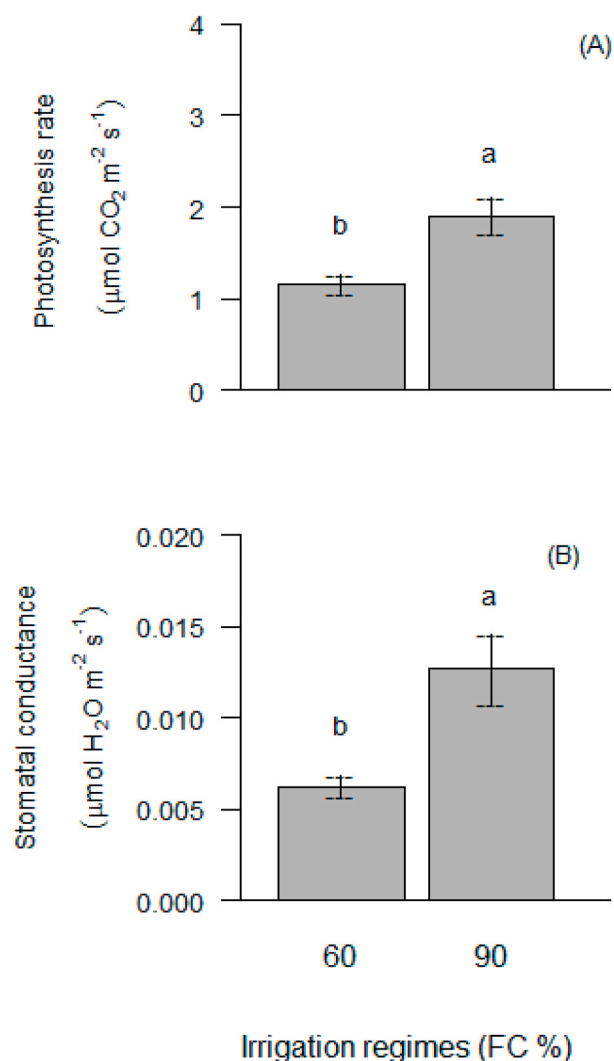 (A)
Photosynthesis rate
(μmol CO₂ m⁻² s⁻¹)
4
3
2
1
0
b
a
(B)
Stomatal conductance
(μmol H₂O m⁻² s⁻¹)
0.020
0.015
0.010
0.005
0.000
b
a
60 90
Irrigation regimes (FC %)